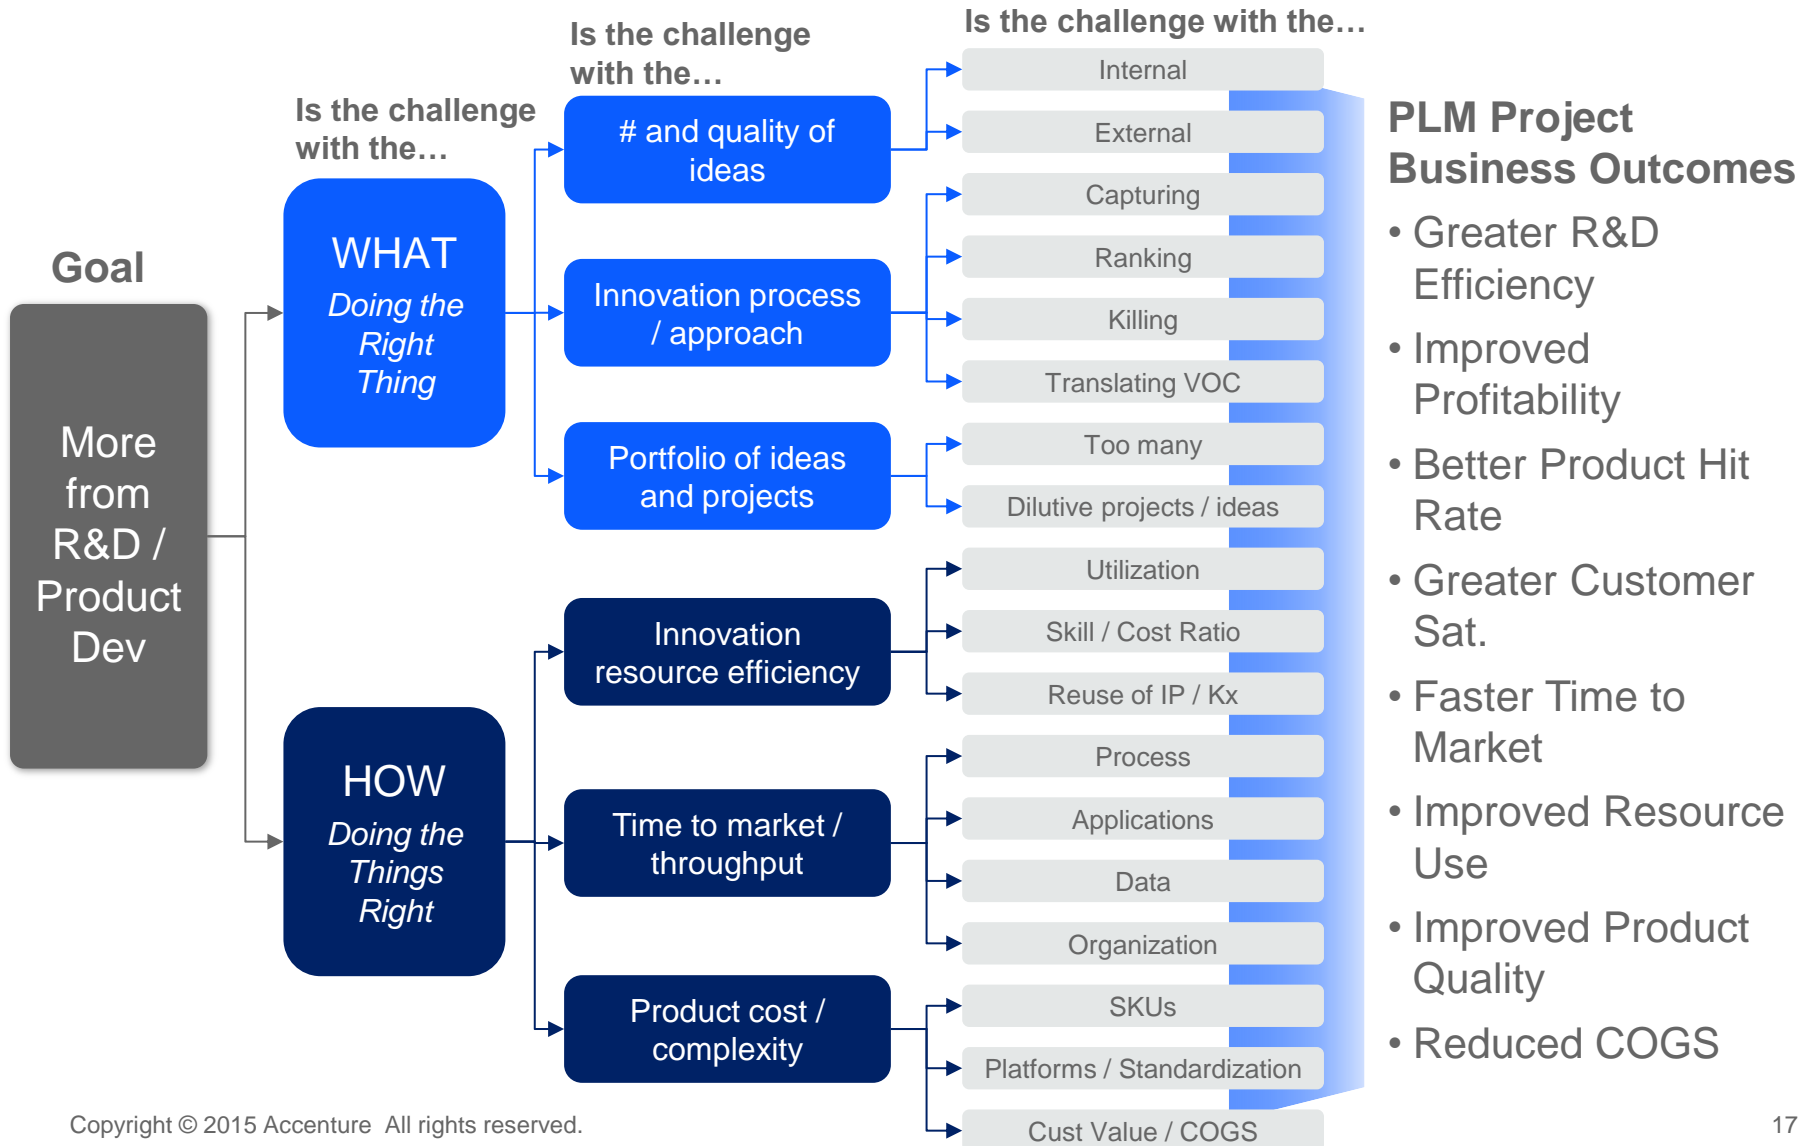 Goal
More
from
R&D /
Product
Dev
Is the challenge
with the…
WHAT
Doing the
Right
Thing
HOW
Doing the
Things
Right
Is the challenge
with the…
# and quality of
ideas
Innovation process
/ approach
Portfolio of ideas
and projects
Innovation
resource efficiency
Time to market /
throughput
Product cost /
complexity
Is the challenge with the…
Internal
External
Capturing
Ranking
Killing
Translating VOC
Too many
Dilutive projects / ideas
Utilization
Skill / Cost Ratio
Reuse of IP / Kx
Process
Applications
Data
Organization
SKUs
Platforms / Standardization
Cust Value / COGS
PLM Project
Business Outcomes
• Greater R&D
Efficiency
• Improved
Profitability
• Better Product Hit
Rate
• Greater Customer
Sat.
• Faster Time to
Market
• Improved Resource
Use
• Improved Product
Quality
• Reduced COGS
Copyright © 2015 Accenture All rights reserved.
17